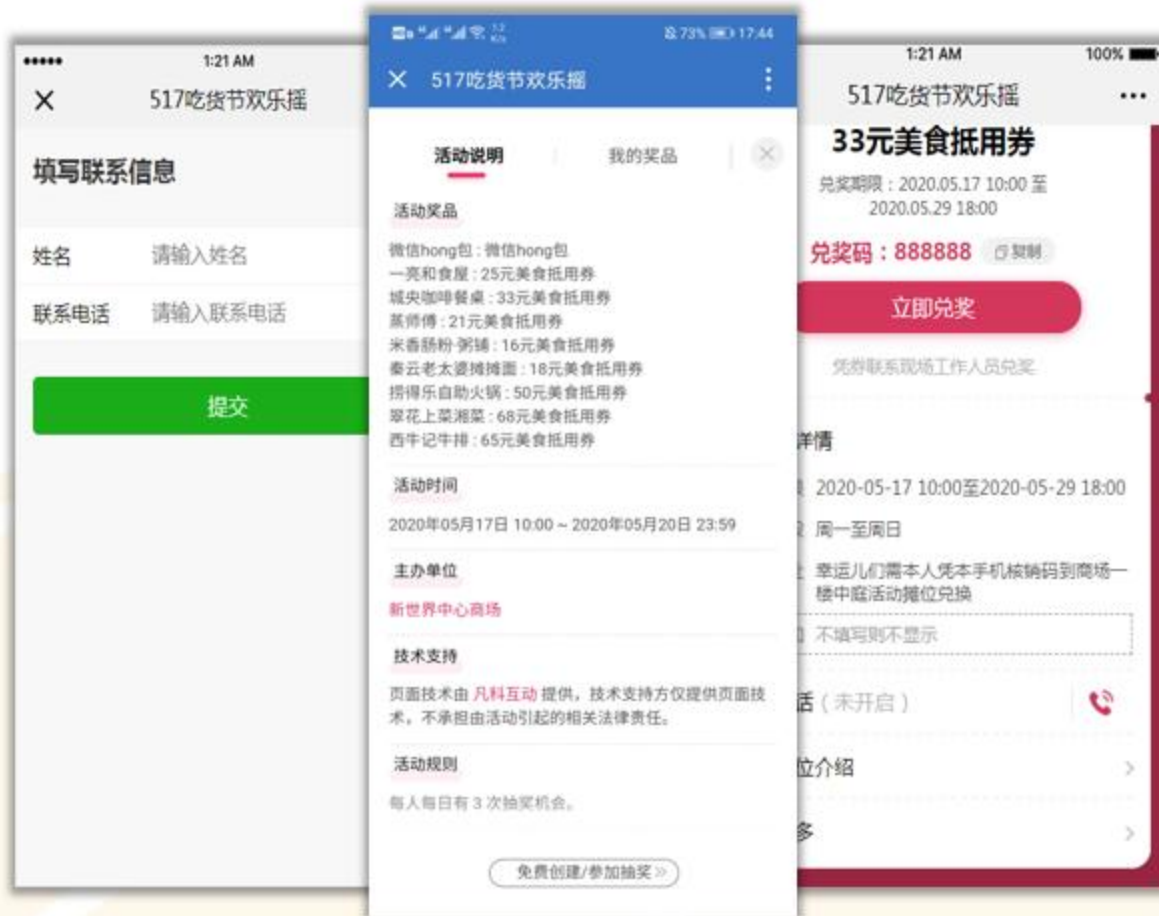 1:21 AM
517吃货节欢乐摇
填写联系信息
姓名 请输入姓名
联系电话 请输入联系电话
提交
73% 17:44
517吃货节欢乐摇
活动说明 我的奖品
活动奖品
微信hong包 : 微信hong包
一亮和食屋 : 25元美食抵用券
城央咖啡餐桌 : 33元美食抵用券
蒸师傅 : 21元美食抵用券
米香肠粉·粥铺 : 16元美食抵用券
秦云老太婆摊摊面 : 18元美食抵用券
捞得乐自助火锅 : 50元美食抵用券
翠花上菜湘菜 : 68元美食抵用券
西牛记牛排 : 65元美食抵用券
活动时间
2020年05月17日 10:00 ~ 2020年05月20日 23:59
主办单位
新世界中心商场
技术支持
页面技术由 凡科互动 提供，技术支持方仅提供页面技
术，不承担由活动引起的相关法律责任。
活动规则
每人每日有 3 次抽奖机会。
免费创建/参加抽奖
1:21 AM 100%
517吃货节欢乐摇
33元美食抵用券
兑奖期限：2020.05.17 10:00 至
2020.05.29 18:00
兑奖码：888888 复制
立即兑奖
凭券联系现场工作人员兑奖
详情
2020-05-17 10:00至2020-05-29 18:00
周一至周日
幸运儿们需本人凭本手机核销码到商场一
楼中庭活动摊位兑换
不填写则不显示
话（未开启）
位介绍
多